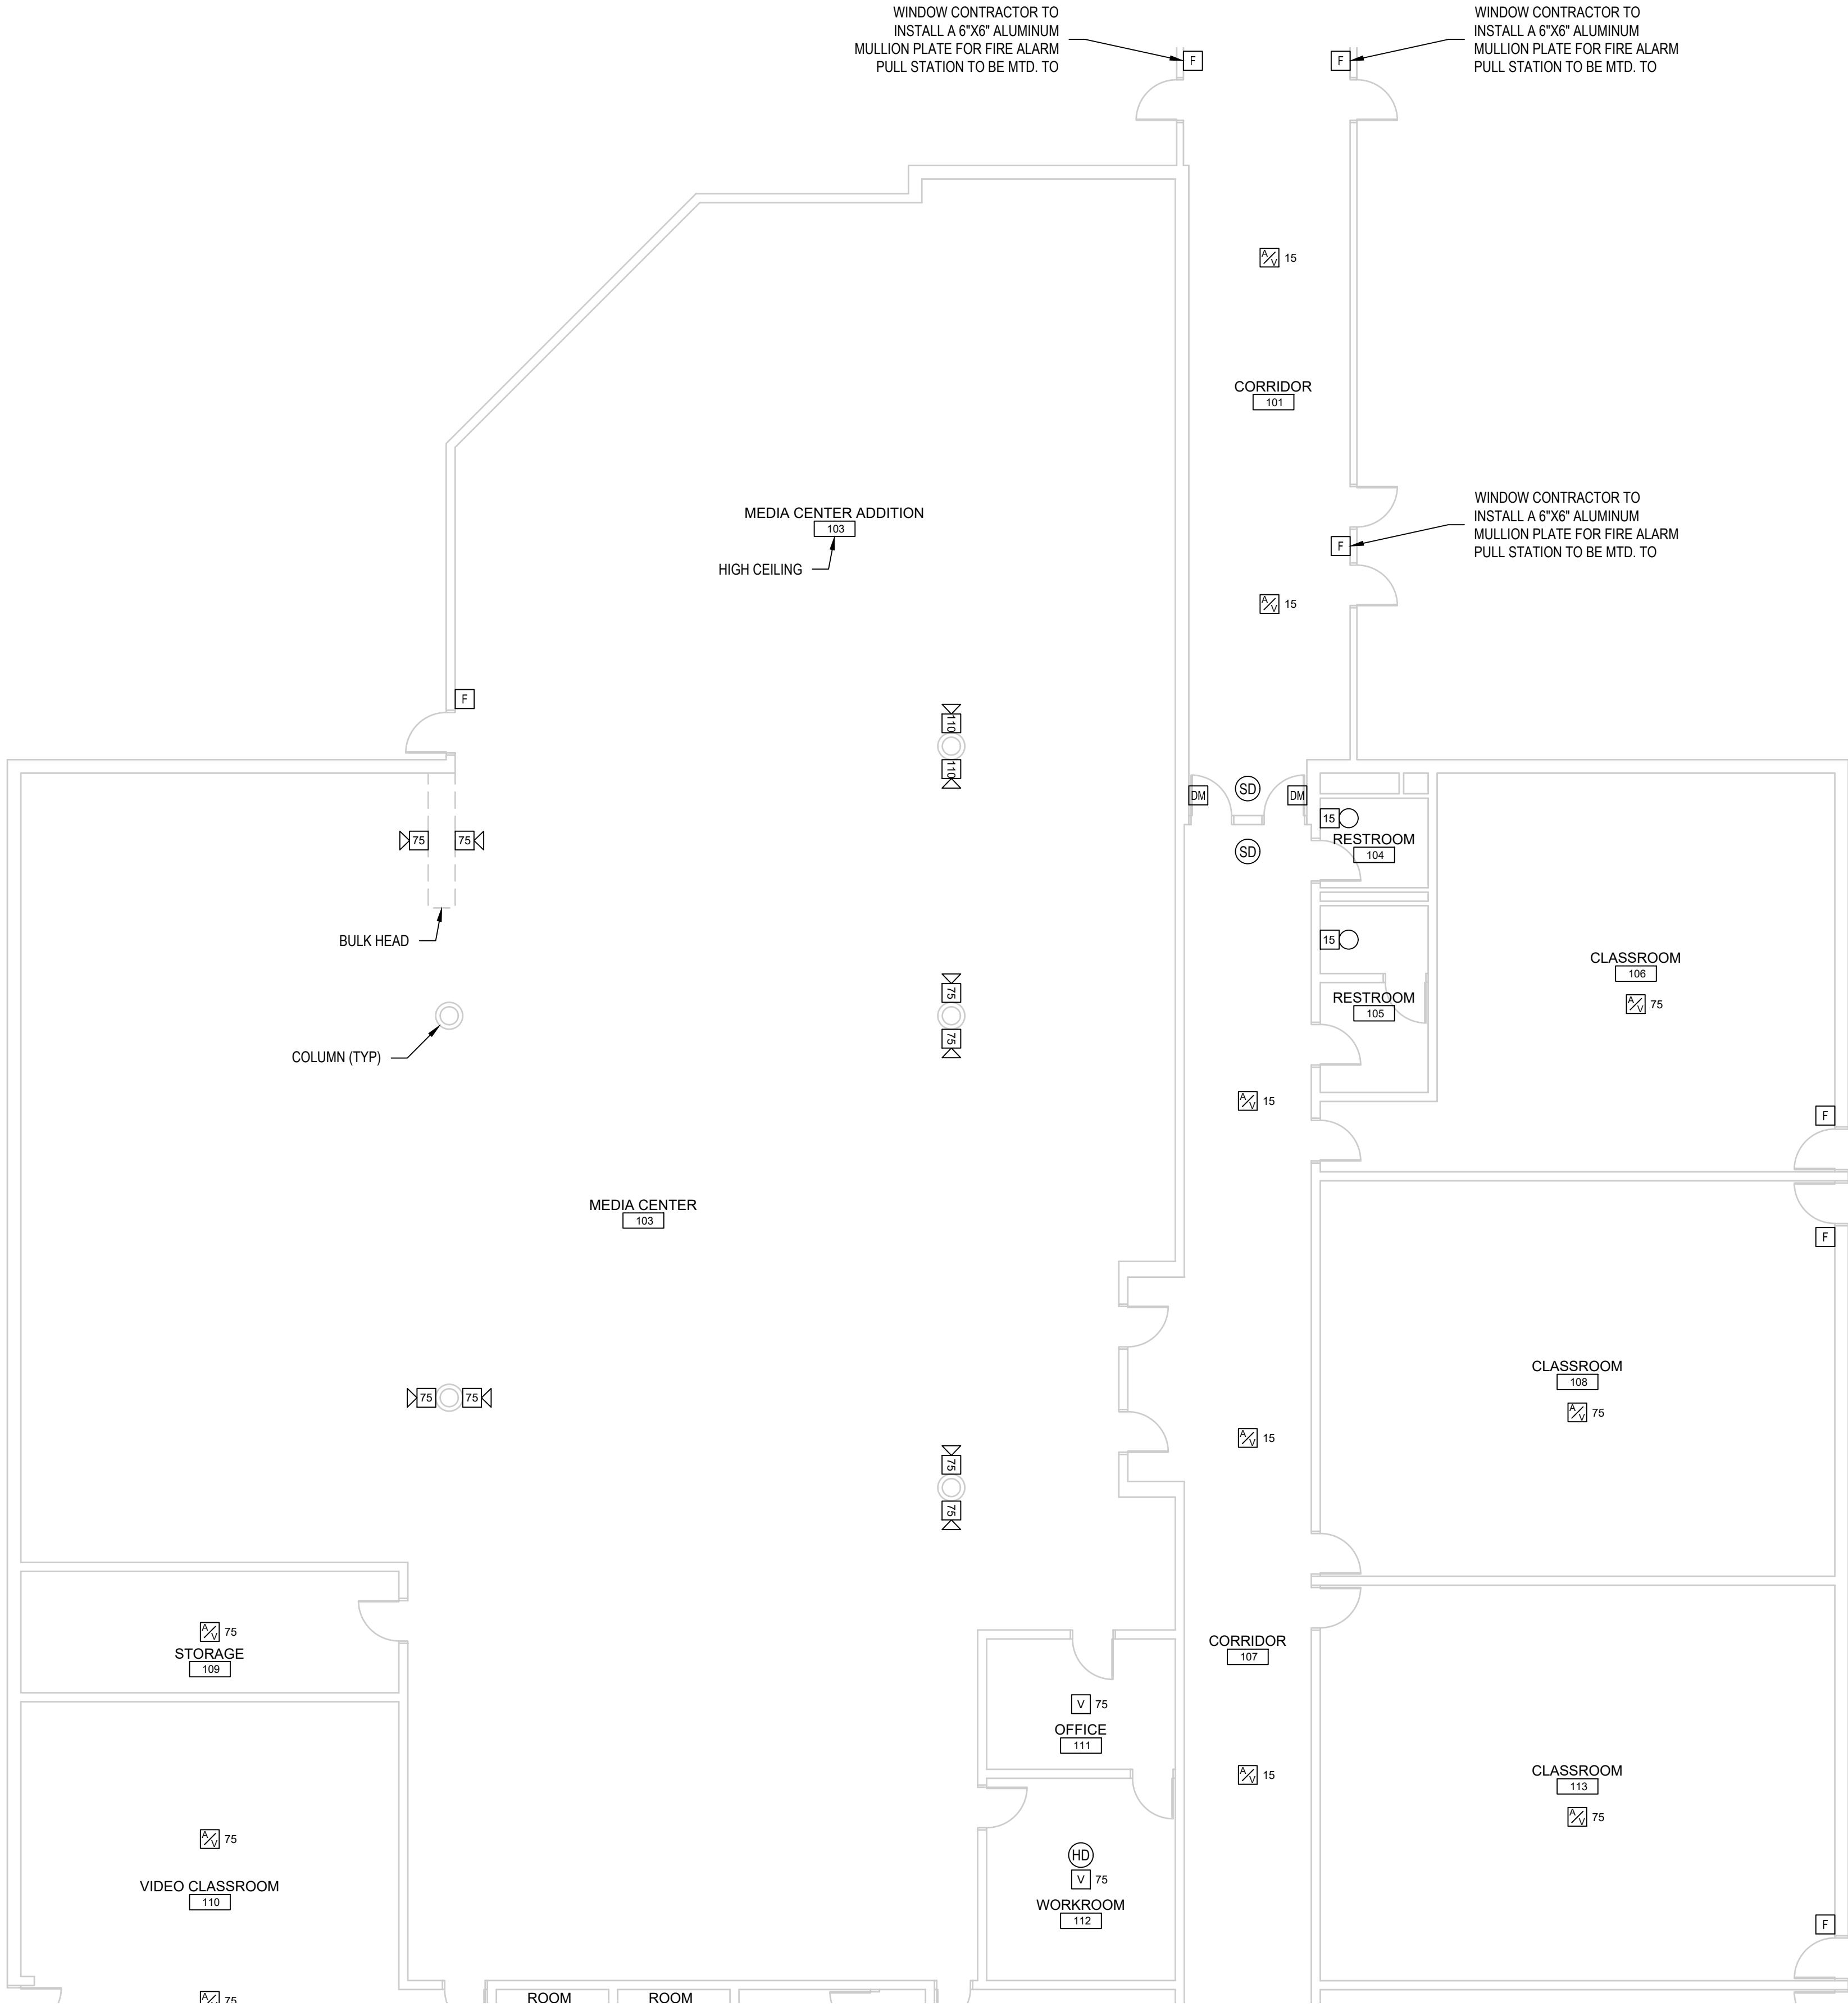 WINDOW CONTRACTOR TO
INSTALL A 6"X6" ALUMINUM
MULLION PLATE FOR FIRE ALARM
PULL STATION TO BE MTD. TO
F
F
WINDOW CONTRACTOR TO
INSTALL A 6"X6" ALUMINUM
MULLION PLATE FOR FIRE ALARM
PULL STATION TO BE MTD. TO
A/V 15
CORRIDOR
101
MEDIA CENTER ADDITION
103
HIGH CEILING
WINDOW CONTRACTOR TO
INSTALL A 6"X6" ALUMINUM
MULLION PLATE FOR FIRE ALARM
PULL STATION TO BE MTD. TO
F
A/V 15
F
110
110
DM
SD
DM
SD
15
RESTROOM
104
75
75
BULK HEAD
15
RESTROOM
105
CLASSROOM
106
A/V 75
75
75
COLUMN (TYP)
A/V 15
F
MEDIA CENTER
103
F
CLASSROOM
108
A/V 75
75
75
A/V 15
75
75
A/V 75
STORAGE
109
CORRIDOR
107
V 75
OFFICE
111
A/V 15
CLASSROOM
113
A/V 75
A/V 75
VIDEO CLASSROOM
110
HD
V 75
WORKROOM
112
F
A/V 75
ROOM
ROOM